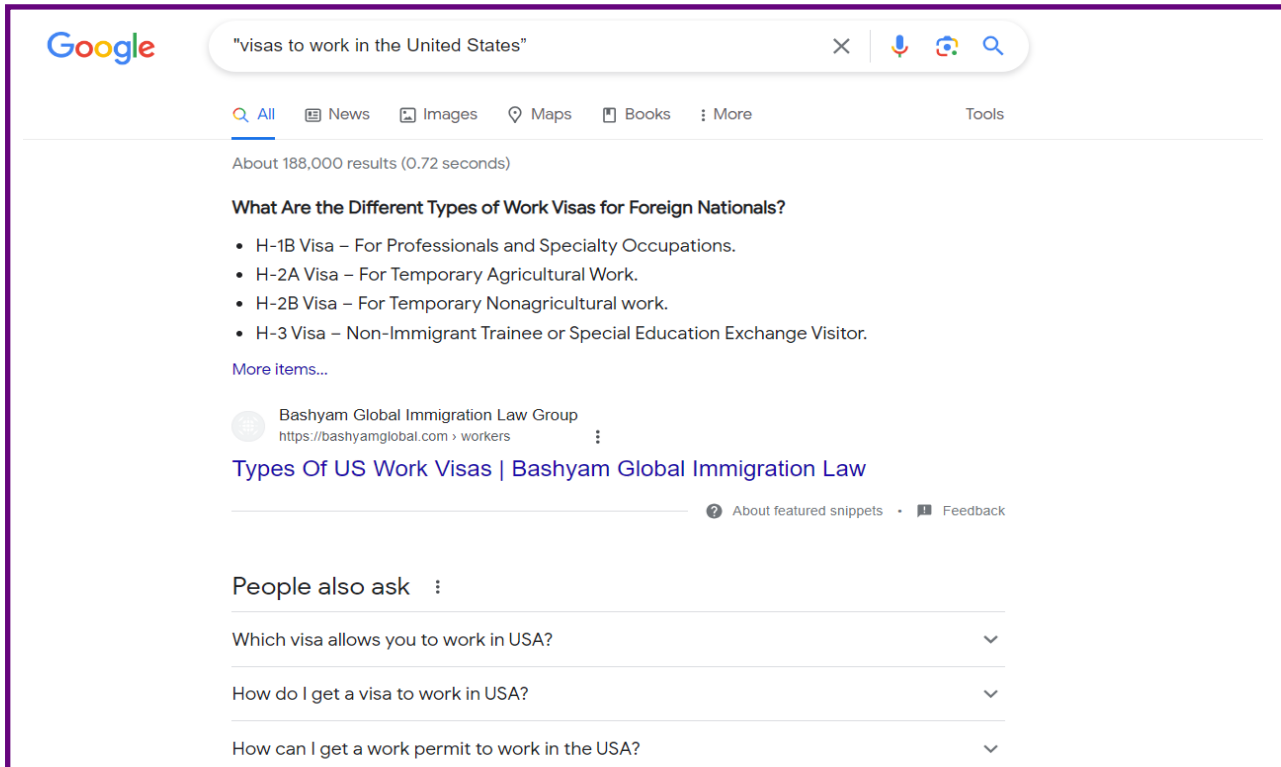 Google
"visas to work in the United States”
All News Images Maps Books More Tools
About 188,000 results (0.72 seconds)
What Are the Different Types of Work Visas for Foreign Nationals?
• H-1B Visa – For Professionals and Specialty Occupations.
• H-2A Visa – For Temporary Agricultural Work.
• H-2B Visa – For Temporary Nonagricultural work.
• H-3 Visa – Non-Immigrant Trainee or Special Education Exchange Visitor.
More items...
Bashyam Global Immigration Law Group
https://bashyamglobal.com › workers
Types Of US Work Visas | Bashyam Global Immigration Law
About featured snippets • Feedback
People also ask
Which visa allows you to work in USA?
How do I get a visa to work in USA?
How can I get a work permit to work in the USA?